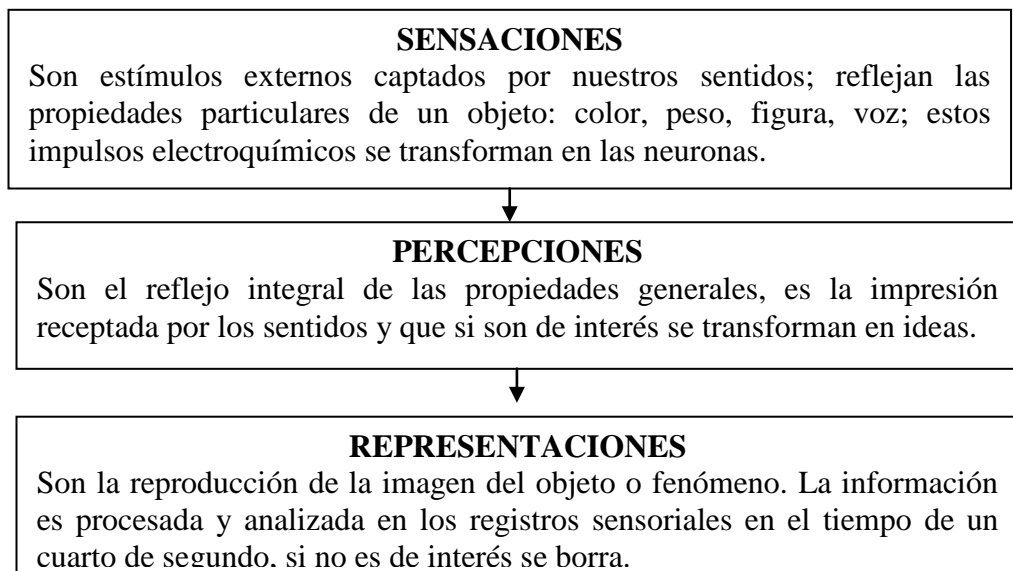 SENSACIONES
Son estímulos externos captados por nuestros sentidos; reflejan las
propiedades particulares de un objeto: color, peso, figura, voz; estos
impulsos electroquímicos se transforman en las neuronas.
PERCEPCIONES
Son el reflejo integral de las propiedades generales, es la impresión
receptada por los sentidos y que si son de interés se transforman en ideas.
REPRESENTACIONES
Son la reproducción de la imagen del objeto o fenómeno. La información
es procesada y analizada en los registros sensoriales en el tiempo de un
cuarto de segundo, si no es de interés se borra.